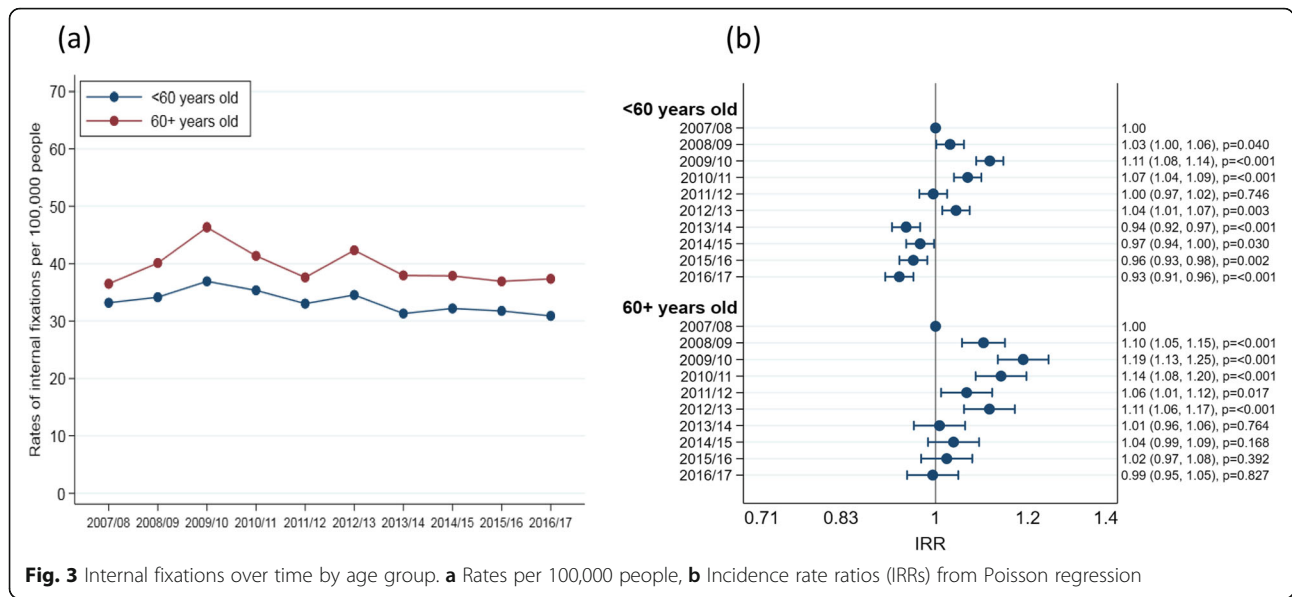 (a)
<60 years old
60+ years old
Rates of internal fixations per 100,000 people
70
60
50
40
30
20
10
0
2007/08 2008/09 2009/10 2010/11 2011/12 2012/13 2013/14 2014/15 2015/16 2016/17
(b)
<60 years old
2007/08 1.00
2008/09 1.03 (1.00, 1.06), p=0.040
2009/10 1.11 (1.08, 1.14), p=<0.001
2010/11 1.07 (1.04, 1.09), p=<0.001
2011/12 1.00 (0.97, 1.02), p=0.746
2012/13 1.04 (1.01, 1.07), p=0.003
2013/14 0.94 (0.92, 0.97), p=<0.001
2014/15 0.97 (0.94, 1.00), p=0.030
2015/16 0.96 (0.93, 0.98), p=0.002
2016/17 0.93 (0.91, 0.96), p=<0.001
60+ years old
2007/08 1.00
2008/09 1.10 (1.05, 1.15), p=<0.001
2009/10 1.19 (1.13, 1.25), p=<0.001
2010/11 1.14 (1.08, 1.20), p=<0.001
2011/12 1.06 (1.01, 1.12), p=0.017
2012/13 1.11 (1.06, 1.17), p=<0.001
2013/14 1.01 (0.96, 1.06), p=0.764
2014/15 1.04 (0.99, 1.09), p=0.168
2015/16 1.02 (0.97, 1.08), p=0.392
2016/17 0.99 (0.95, 1.05), p=0.827
0.71 0.83 1 1.2 1.4
IRR
Fig. 3 Internal fixations over time by age group. a Rates per 100,000 people, b Incidence rate ratios (IRRs) from Poisson regression